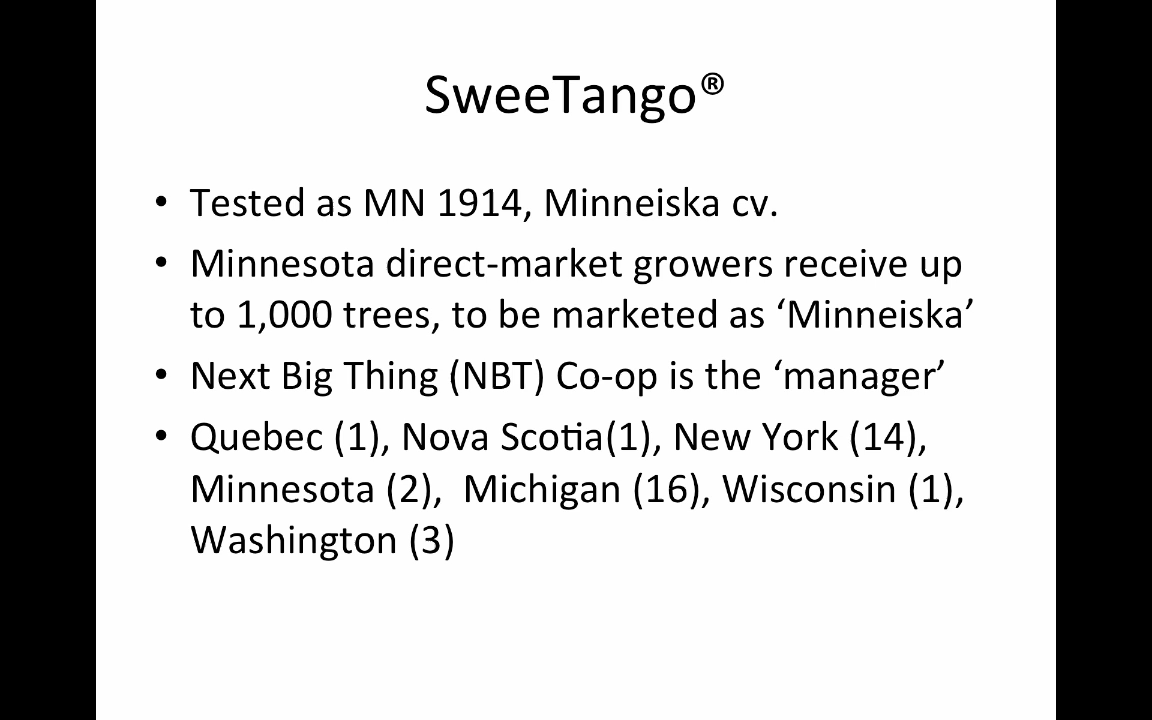 SweeTango®
• Tested as MN 1914, Minneiska cv.
• Minnesota direct-market growers receive up
to 1,000 trees, to be marketed as ‘Minneiska’
• Next Big Thing (NBT) Co-op is the ‘manager’
• Quebec (1), Nova Scotia(1), New York (14),
Minnesota (2),  Michigan (16), Wisconsin (1),
Washington (3)